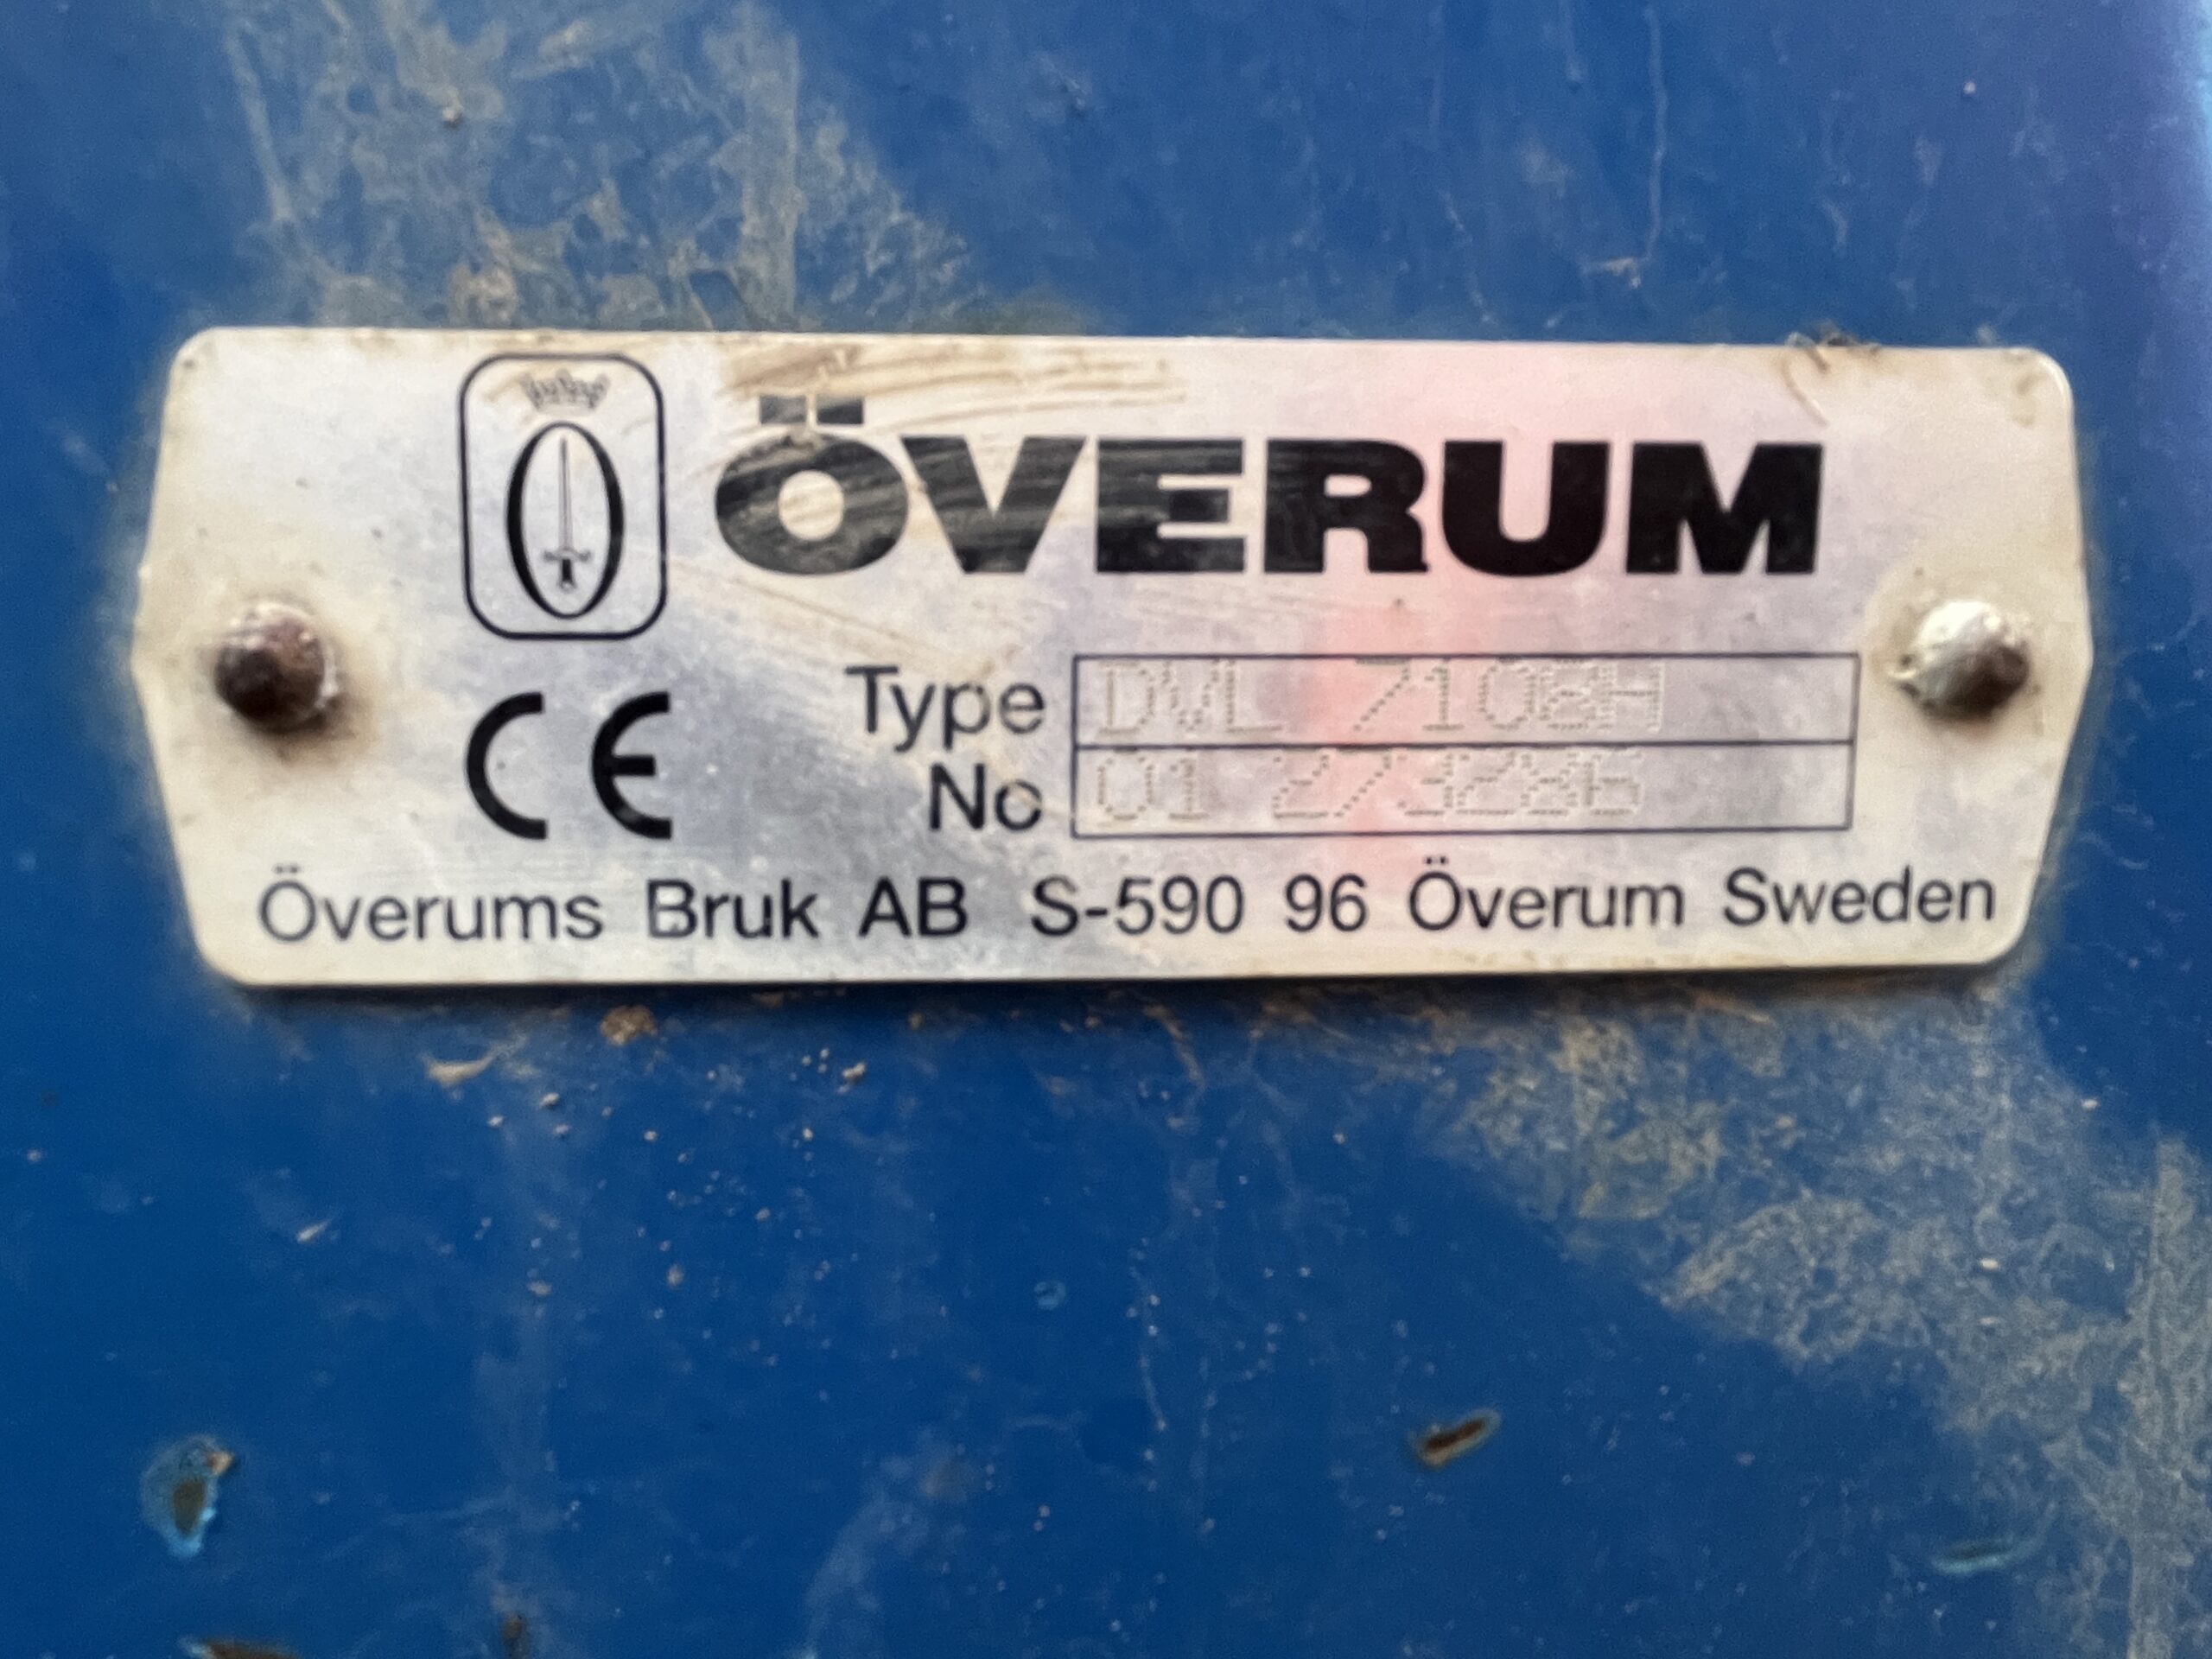 ÖVERUM
Type DVL 7108H
No 01 273286
CE
Överums Bruk AB S-590 96 Överum Sweden